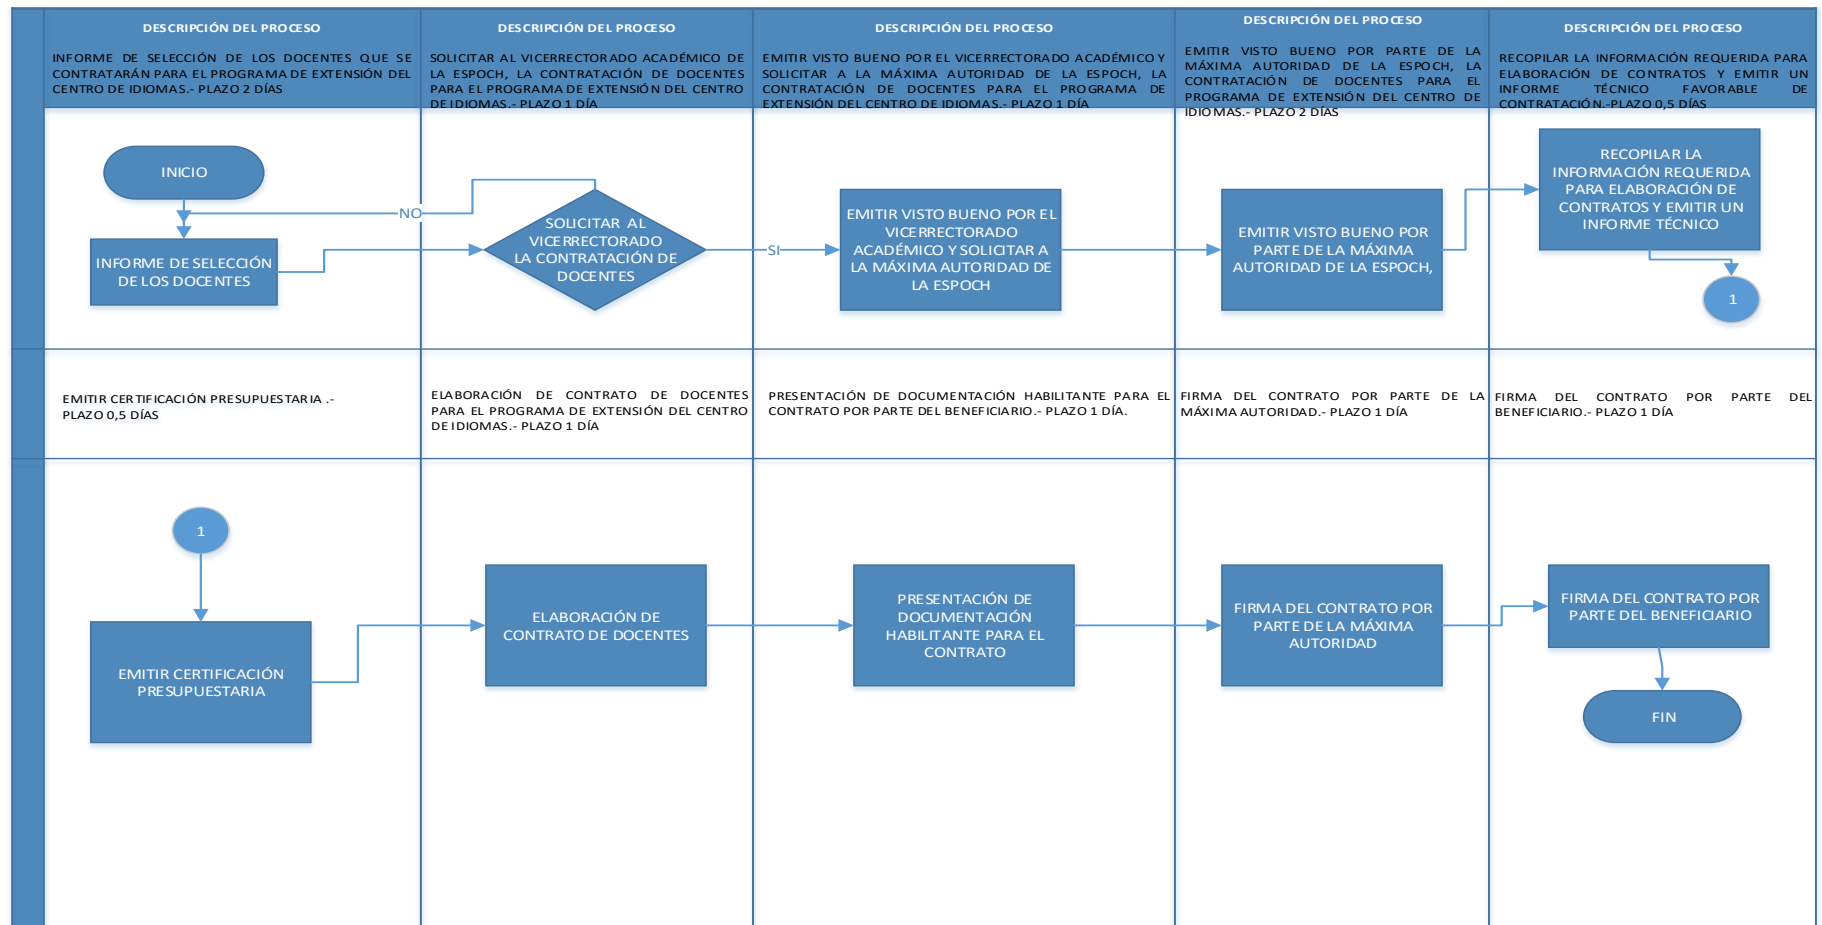 DESCRIPCIÓN DEL PROCESO
INFORME DE SELECCIÓN DE LOS DOCENTES QUE SE
CONTRATARÁN PARA EL PROGRAMA DE EXTENSIÓN DEL
CENTRO DE IDIOMAS.- PLAZO 2 DÍAS
DESCRIPCIÓN DEL PROCESO
SOLICITAR AL VICERRECTORADO ACADÉMICO DE
LA ESPOCH, LA CONTRATACIÓN DE DOCENTES
PARA EL PROGRAMA DE EXTENSIÓN DEL CENTRO
DE IDIOMAS.- PLAZO 1 DÍA
DESCRIPCIÓN DEL PROCESO
EMITIR VISTO BUENO POR EL VICERRECTORADO ACADÉMICO Y
SOLICITAR A LA MÁXIMA AUTORIDAD DE LA ESPOCH, LA
CONTRATACIÓN DE DOCENTES PARA EL PROGRAMA DE
EXTENSIÓN DEL CENTRO DE IDIOMAS.- PLAZO 1 DÍA
DESCRIPCIÓN DEL PROCESO
EMITIR VISTO BUENO POR PARTE DE LA
MÁXIMA AUTORIDAD DE LA ESPOCH, LA
CONTRATACIÓN DE DOCENTES PARA EL
PROGRAMA DE EXTENSIÓN DEL CENTRO DE
IDIOMAS.- PLAZO 2 DÍAS
DESCRIPCIÓN DEL PROCESO
RECOPILAR LA INFORMACIÓN REQUERIDA PARA
ELABORACIÓN DE CONTRATOS Y EMITIR UN
INFORME TÉCNICO FAVORABLE DE
CONTRATACIÓN.-PLAZO 0,5 DÍAS
INICIO
INFORME DE SELECCIÓN
DE LOS DOCENTES
NO
SOLICITAR AL
VICERRECTORADO
LA CONTRATACIÓN DE
DOCENTES
SI
EMITIR VISTO BUENO POR EL
VICERRECTORADO
ACADÉMICO Y SOLICITAR A
LA MÁXIMA AUTORIDAD DE
LA ESPOCH
EMITIR VISTO BUENO POR
PARTE DE LA MÁXIMA
AUTORIDAD DE LA ESPOCH,
RECOPILAR LA
INFORMACIÓN REQUERIDA
PARA ELABORACIÓN DE
CONTRATOS Y EMITIR UN
INFORME TÉCNICO
1
EMITIR CERTIFICACIÓN PRESUPUESTARIA .-
PLAZO 0,5 DÍAS
ELABORACIÓN DE CONTRATO DE DOCENTES
PARA EL PROGRAMA DE EXTENSIÓN DEL CENTRO
DE IDIOMAS.- PLAZO 1 DÍA
PRESENTACIÓN DE DOCUMENTACIÓN HABILITANTE PARA EL
CONTRATO POR PARTE DEL BENEFICIARIO.- PLAZO 1 DÍA.
FIRMA DEL CONTRATO POR PARTE DE LA
MÁXIMA AUTORIDAD.- PLAZO 1 DÍA
FIRMA DEL CONTRATO POR PARTE DEL
BENEFICIARIO.- PLAZO 1 DÍA
1
EMITIR CERTIFICACIÓN
PRESUPUESTARIA
ELABORACIÓN DE
CONTRATO DE DOCENTES
PRESENTACIÓN DE
DOCUMENTACIÓN
HABILITANTE PARA EL
CONTRATO
FIRMA DEL CONTRATO POR
PARTE DE LA MÁXIMA
AUTORIDAD
FIRMA DEL CONTRATO POR
PARTE DEL BENEFICIARIO
FIN